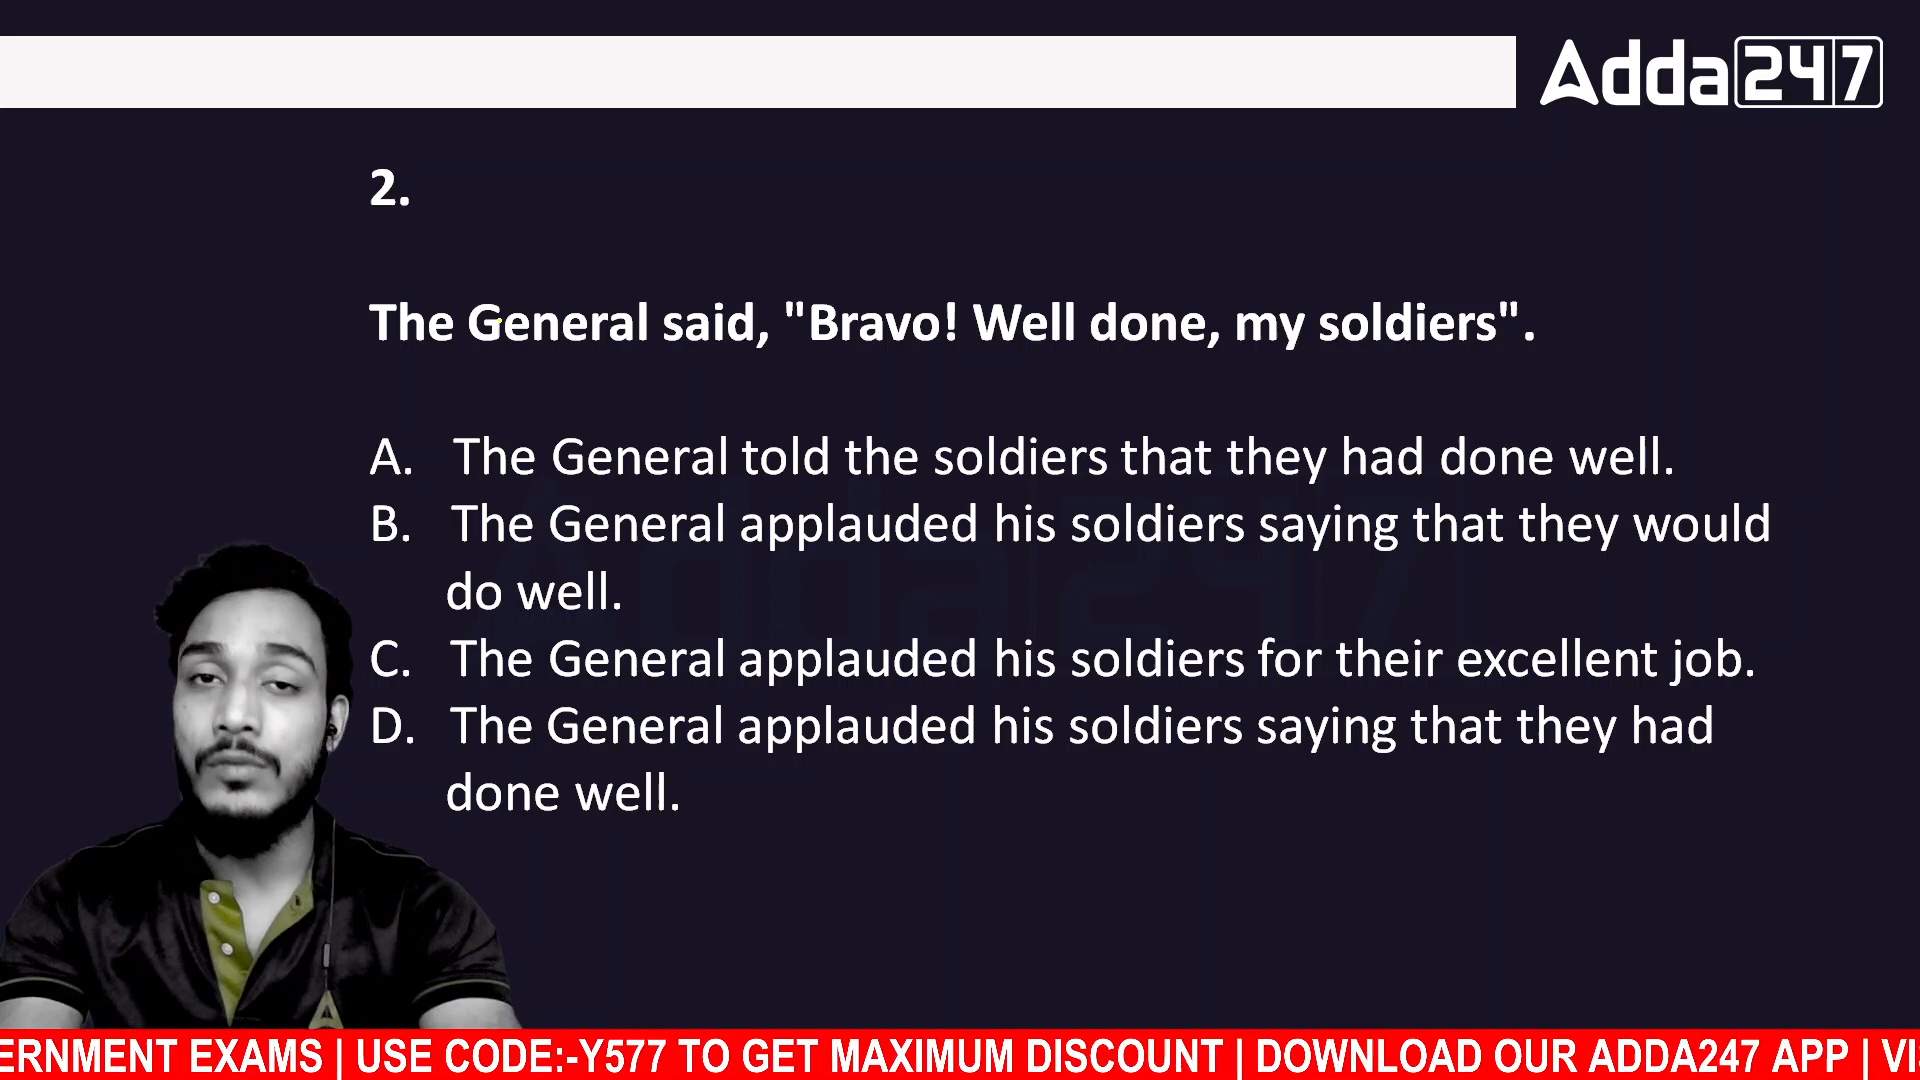 Adda247
2.
The General said, "Bravo! Well done, my soldiers".
A. The General told the soldiers that they had done well.
B. The General applauded his soldiers saying that they would
do well.
C. The General applauded his soldiers for their excellent job.
D. The General applauded his soldiers saying that they had
done well.
ERNMENT EXAMS | USE CODE:-Y577 TO GET MAXIMUM DISCOUNT | DOWNLOAD OUR ADDA247 APP | VI